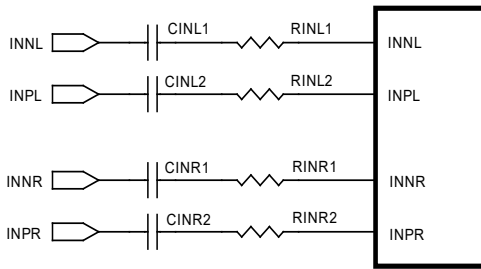 INNL CINL1 RINL1 INNL
INPL CINL2 RINL2 INPL
INNR CINR1 RINR1 INNR
INPR CINR2 RINR2 INPR